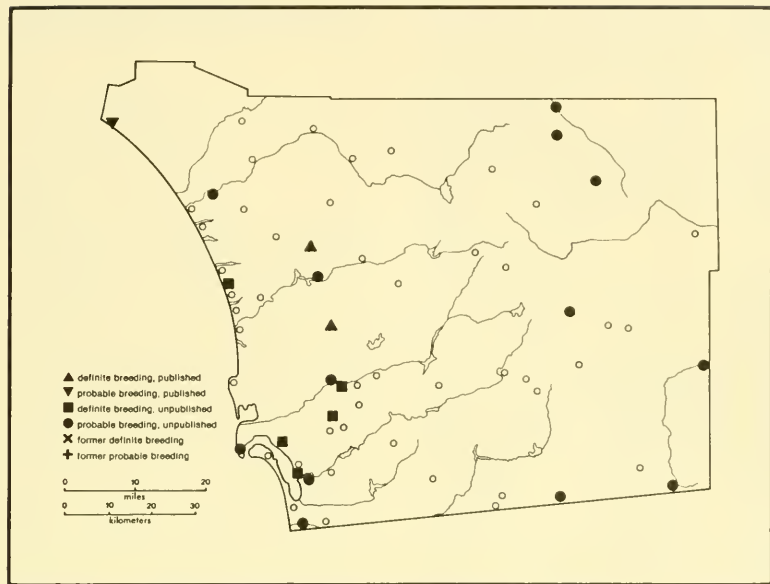 definite breeding, published
probable breeding, published
definite breeding, unpublished
probable breeding, unpublished
former definite breeding
former probable breeding
0 20
miles
0 10 20 30
kilometers